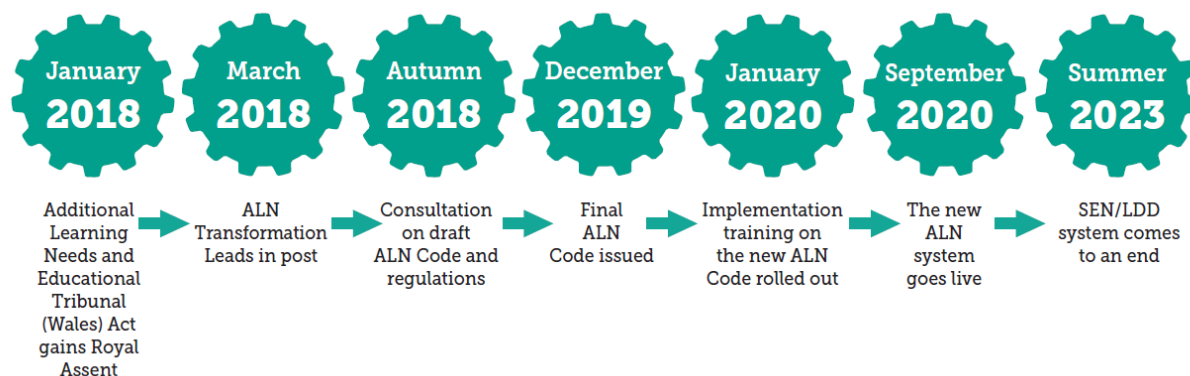 January
2018
March
2018
Autumn
2018
December
2019
January
2020
September
2020
Summer
2023
Additional
Learning
Needs and
Educational
Tribunal
(Wales) Act
gains Royal
Assent
ALN
Transformation
Leads in post
Consultation
on draft
ALN Code and
regulations
Final
ALN
Code issued
Implementation
training on
the new ALN
Code rolled out
The new
ALN
system
goes live
SEN/LDD
system comes
to an end